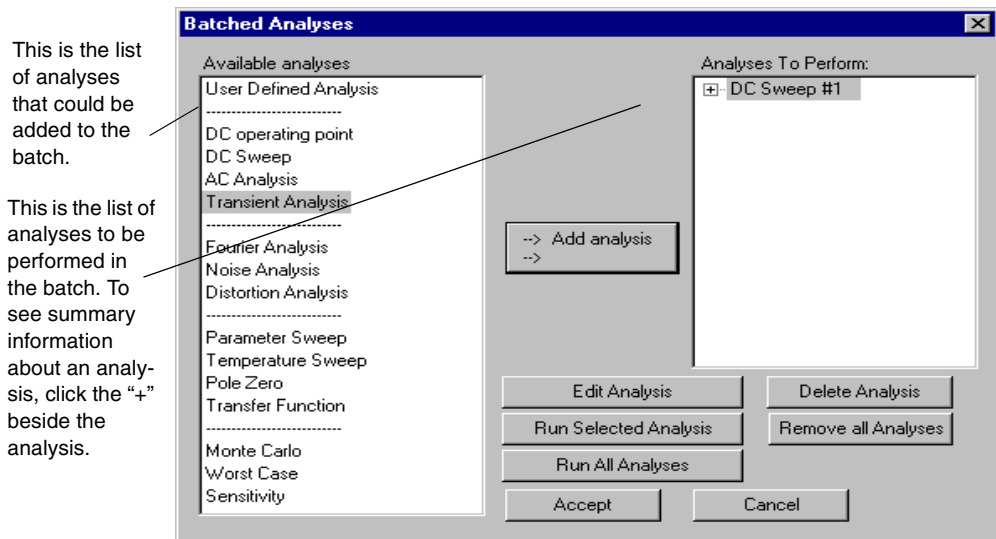 This is the list
of analyses
that could be
added to the
batch.
This is the list of
analyses to be
performed in
the batch. To
see summary
information
about an analy-
sis, click the “+”
beside the
analysis.
Batched Analyses
Available analyses
User Defined Analysis
--------------------------
DC operating point
DC Sweep
AC Analysis
Transient Analysis
--------------------------
Fourier Analysis
Noise Analysis
Distortion Analysis
--------------------------
Parameter Sweep
Temperature Sweep
Pole Zero
Transfer Function
--------------------------
Monte Carlo
Worst Case
Sensitivity
--> Add analysis
-->
Analyses To Perform:
DC Sweep #1
Edit Analysis
Delete Analysis
Run Selected Analysis
Remove all Analyses
Run All Analyses
Accept
Cancel